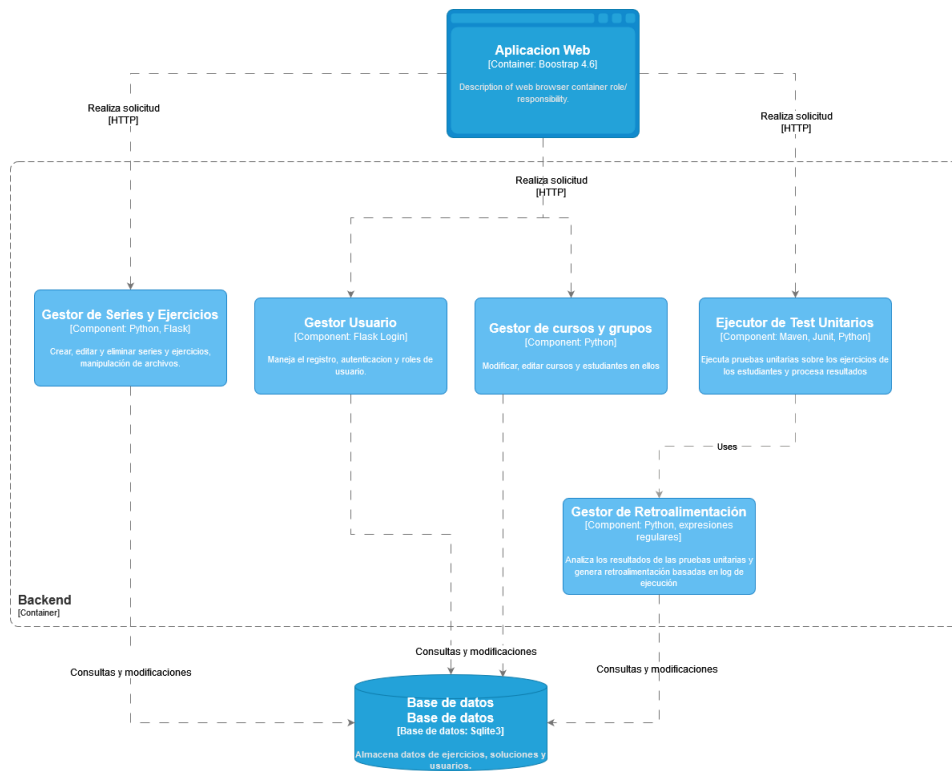 Aplicacion Web
[Container: Boostrap 4.6]
Description of web browser container role/
responsibility.
Realiza solicitud
[HTTP]
Realiza solicitud
[HTTP]
Realiza solicitud
[HTTP]
Gestor de Series y Ejercicios
[Component: Python, Flask]
Crear, editar y eliminar series y ejercicios,
manipulación de archivos.
Gestor Usuario
[Component: Flask Login]
Maneja el registro, autenticacion y roles de
usuario.
Gestor de cursos y grupos
[Component: Python]
Modificar, editar cursos y estudiantes en ellos
Ejecutor de Test Unitarios
[Component: Maven, Junit, Python]
Ejecuta pruebas unitarias sobre los ejercicios de
los estudiantes y procesa resultados
Uses
Gestor de Retroalimentación
[Component: Python, expresiones
regulares]
Analiza los resultados de las pruebas unitarias y
genera retroalimentación basadas en log de
ejecución
Backend
[Container]
Consultas y modificaciones
Consultas y modificaciones
Consultas y modificaciones
Base de datos
Base de datos
[Base de datos: Sqlite3]
Almacena datos de ejercicios, soluciones y
usuarios.